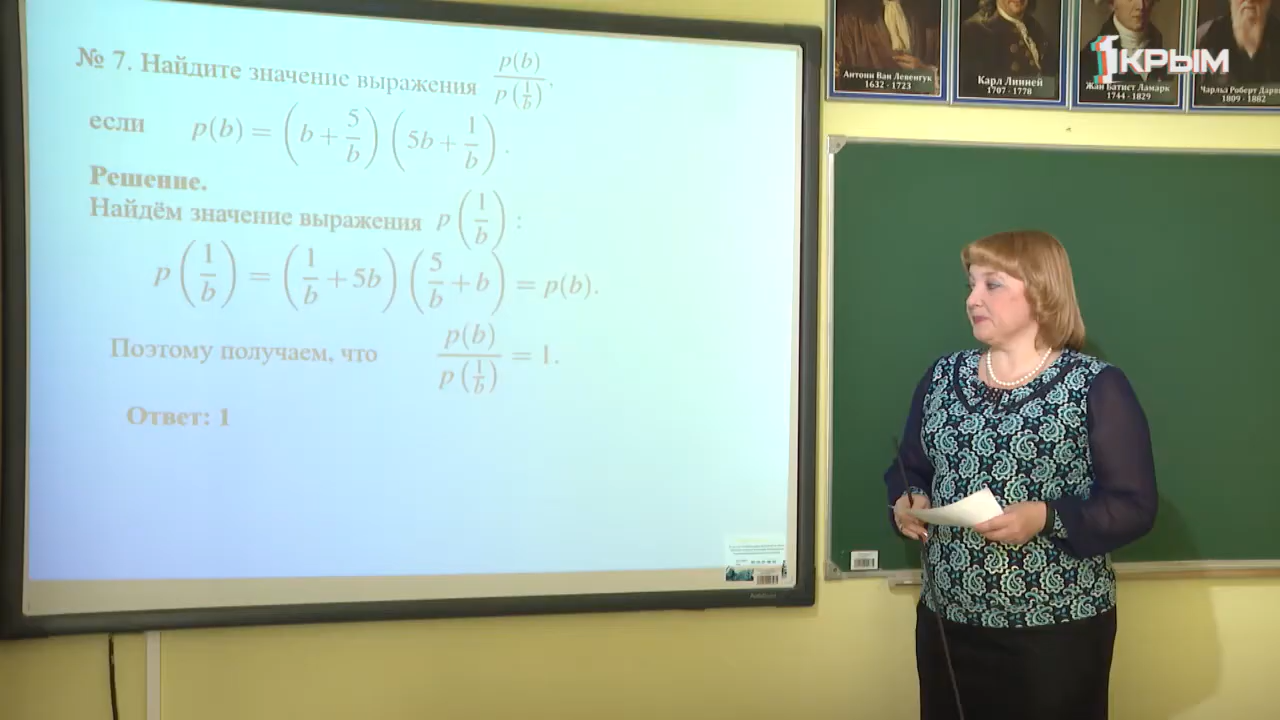 № 7. Найдите значение выражения p(b) / p(1/b),
если p(b) = (b + 5/b)(5b + 1/b).
Решение.
Найдём значение выражения p(1/b) :
p(1/b) = (1/b + 5b)(5/b + b) = p(b).
Поэтому получаем, что p(b) / p(1/b) = 1.
Ответ: 1
Антони Ван Левенгук
1632 - 1723
Карл Линней
1707 - 1778
Жан Батист Ламарк
1744 - 1829
Чарльз Роберт
1809 - 1882
1КРЫМ